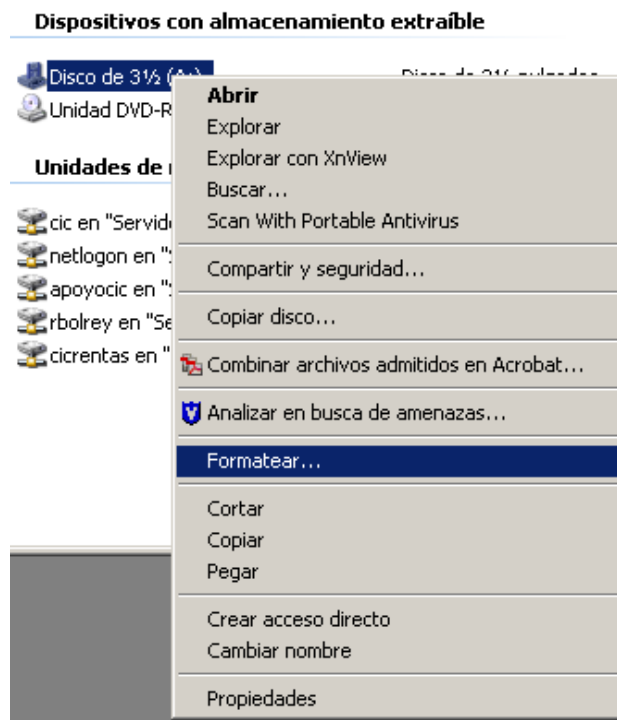 Dispositivos con almacenamiento extraíble
Disco de 3½
Unidad DVD-R
Unidades de
cic en "Servido
netlogon en "
apoyocic en "
rbolrey en "Se
cicrentas en "
Abrir
Explorar
Explorar con XnView
Buscar...
Scan With Portable Antivirus
Compartir y seguridad...
Copiar disco...
Combinar archivos admitidos en Acrobat...
Analizar en busca de amenazas...
Formatear...
Cortar
Copiar
Pegar
Crear acceso directo
Cambiar nombre
Propiedades